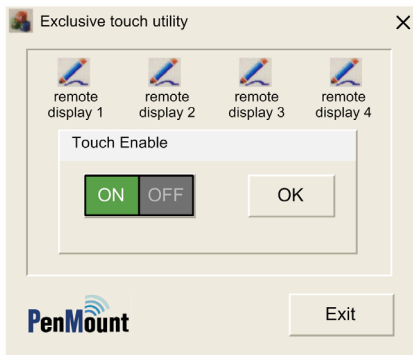 Exclusive touch utility
remote display 1
remote display 2
remote display 3
remote display 4
Touch Enable
ON OFF OK
PenMount
Exit